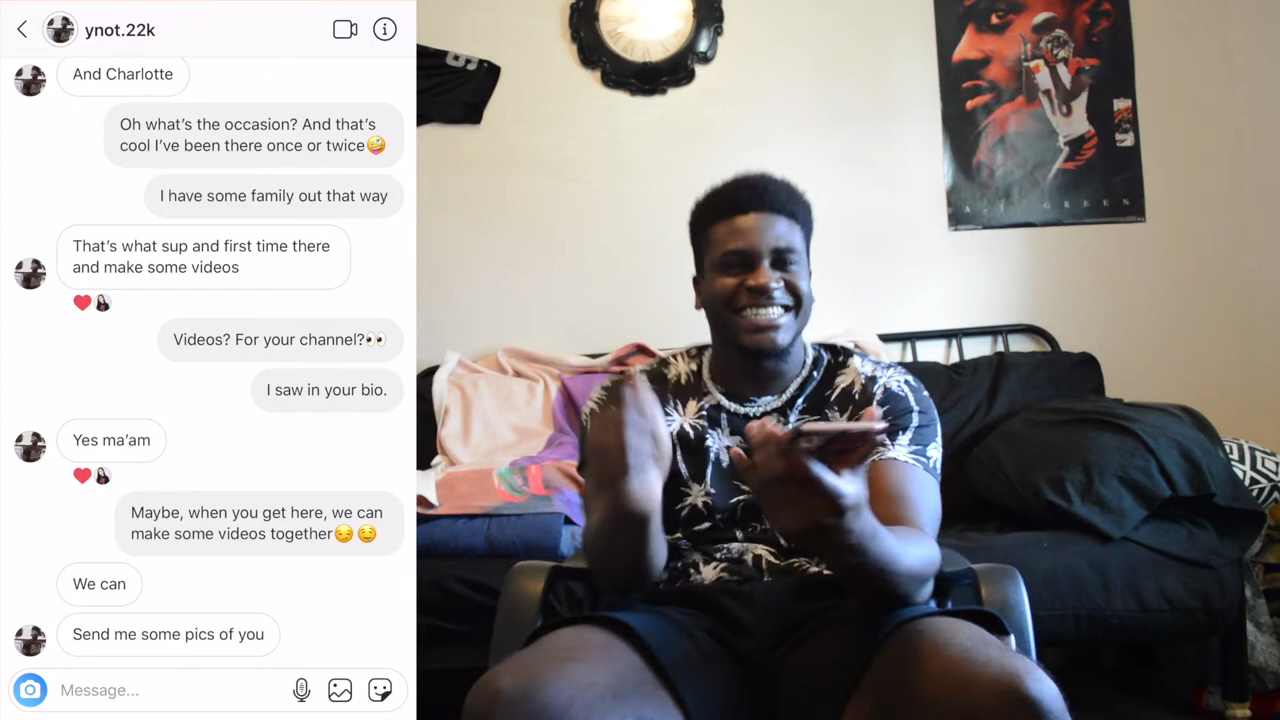 ynot.22k
And Charlotte
Oh what's the occasion? And that's
cool I've been there once or twice🤪
I have some family out that way
That's what sup and first time there
and make some videos
Videos? For your channel?👀
I saw in your bio.
Yes ma'am
Maybe, when you get here, we can
make some videos together😏 ☺️
We can
Send me some pics of you
Message...